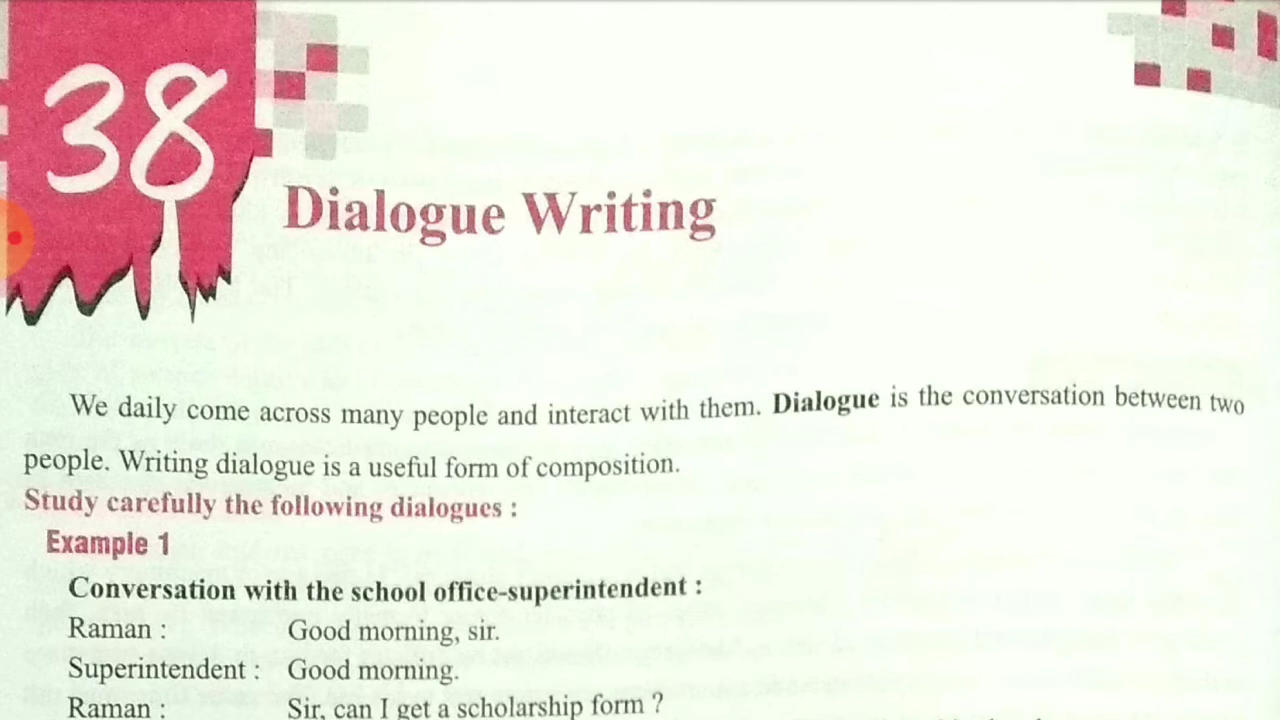 38
Dialogue Writing
We daily come across many people and interact with them. Dialogue is the conversation between two
people. Writing dialogue is a useful form of composition.
Study carefully the following dialogues :
Example 1
Conversation with the school office-superintendent :
Raman : Good morning, sir.
Superintendent : Good morning.
Raman : Sir, can I get a scholarship form ?